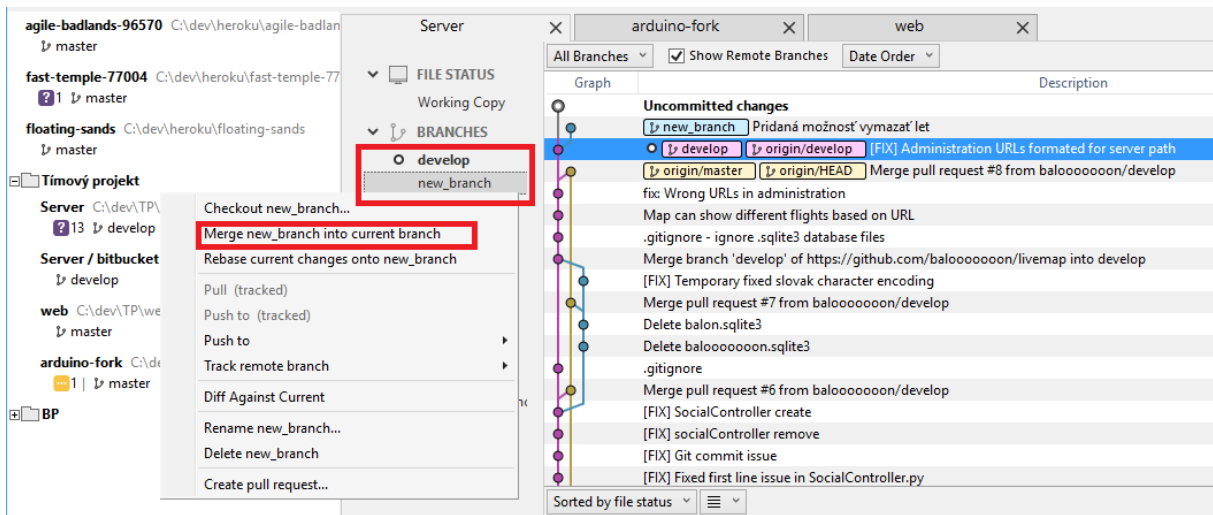 agile-badlands-96570 C:\dev\heroku\agile-badlan
master
fast-temple-77004 C:\dev\heroku\fast-temple-77
?1 master
floating-sands C:\dev\heroku\floating-sands
master
Tímový projekt
Server C:\dev\TP\
?13 develop
Server / bitbucket
develop
web C:\dev\TP\we
master
arduino-fork C:\de
1 | master
BP
Server
FILE STATUS
Working Copy
BRANCHES
develop
new_branch
Checkout new_branch...
Merge new_branch into current branch
Rebase current changes onto new_branch
Pull (tracked)
Push to (tracked)
Push to
Track remote branch
Diff Against Current
Rename new_branch...
Delete new_branch
Create pull request...
arduino-fork
web
All Branches Show Remote Branches Date Order
Graph Description
Uncommitted changes
new_branch Pridaná možnosť vymazať let
develop origin/develop [FIX] Administration URLs formated for server path
origin/master origin/HEAD Merge pull request #8 from balooooooon/develop
fix: Wrong URLs in administration
Map can show different flights based on URL
.gitignore - ignore .sqlite3 database files
Merge branch 'develop' of https://github.com/balooooooon/livemap into develop
[FIX] Temporary fixed slovak character encoding
Merge pull request #7 from balooooooon/develop
Delete balon.sqlite3
Delete balooooooon.sqlite3
.gitignore
Merge pull request #6 from balooooooon/develop
[FIX] SocialController create
[FIX] socialController remove
[FIX] Git commit issue
[FIX] Fixed first line issue in SocialController.py
Sorted by file status